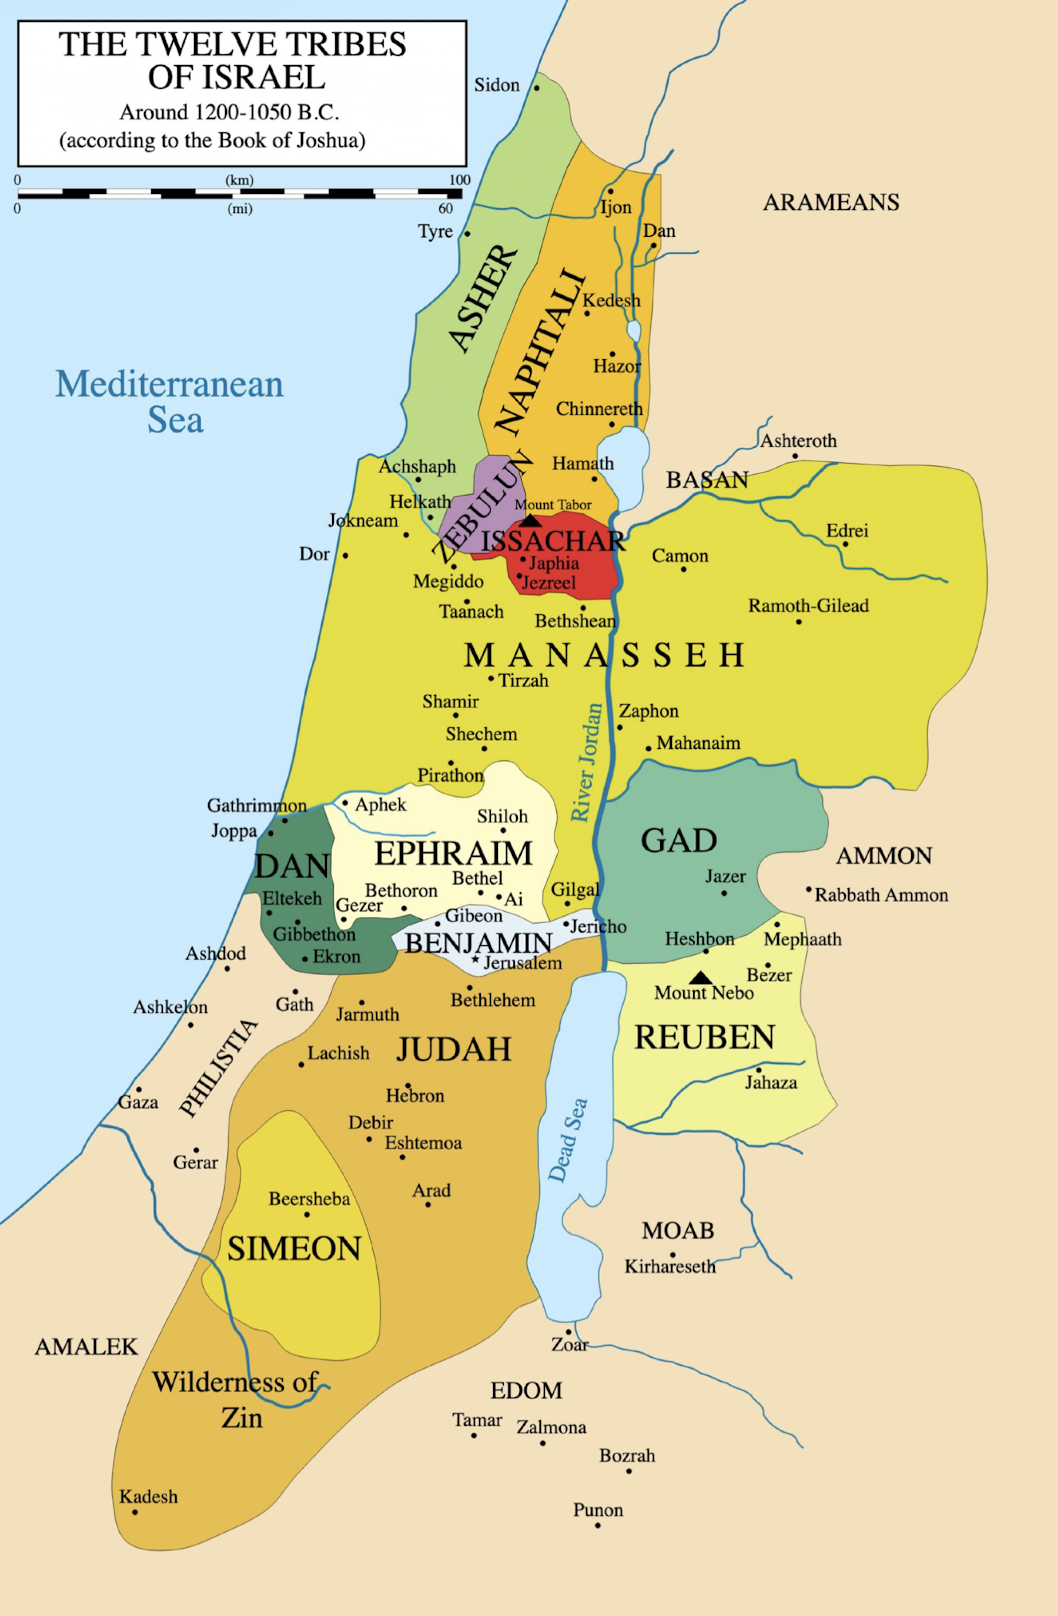 THE TWELVE TRIBES
OF ISRAEL
Around 1200-1050 B.C.
(according to the Book of Joshua)
0 (km) 100
0 (mi) 60
Sidon
ARAMEANS
Ijon
Tyre
Dan
ASHER
NAPHTALI
Kedesh
Hazor
Mediterranean
Sea
Chinnereth
Ashteroth
Achshaph
Hamath
BASAN
ZEBULUN
Helkath
Mount Tabor
Jokneam
Edrei
ISSACHAR
Dor
Camon
Japhia
Megiddo
Jezreel
Taanach
Bethshean
Ramoth-Gilead
MANASSEH
Tirzah
Shamir
Zaphon
Shechem
Mahanaim
River Jordan
Pirathon
Gathrimmon
Aphek
Joppa
Shiloh
GAD
DAN
EPHRAIM
AMMON
Bethel
Jazer
Eltekeh
Bethoron
Ai
Gilgal
Rabbath Ammon
Gezer
Gibeon
Jericho
Gibbethon
BENJAMIN
Heshbon
Mephaath
Ashdod
Ekron
Jerusalem
Bezer
Gath
Bethlehem
Mount Nebo
Ashkelon
Jarmuth
REUBEN
PHILISTIA
Lachish
JUDAH
Jahaza
Gaza
Hebron
Debir
Eshtemoa
Dead Sea
Gerar
Beersheba
Arad
MOAB
SIMEON
Kirhareseth
AMALEK
Zoar
Wilderness of
Zin
EDOM
Tamar
Zalmona
Bozrah
Kadesh
Punon